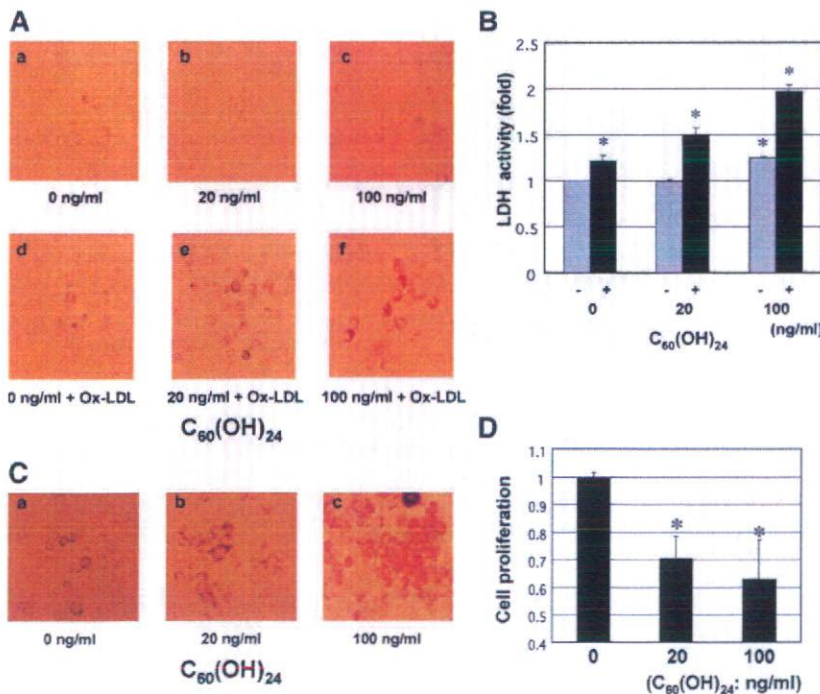 A
a
b
c
0 ng/ml
20 ng/ml
100 ng/ml
d
e
f
0 ng/ml + Ox-LDL
20 ng/ml + Ox-LDL
100 ng/ml + Ox-LDL
C₆₀(OH)₂₄
B
LDH activity (fold)
2.5
2
1.5
1
0.5
0
*
*
*
*
- + - + - +
0 20 100
(ng/ml)
C₆₀(OH)₂₄
C
a
b
c
0 ng/ml
20 ng/ml
100 ng/ml
C₆₀(OH)₂₄
D
Cell proliferation
1.1
1
0.9
0.8
0.7
0.6
0.5
0.4
*
*
0 20 100
(C₆₀(OH)₂₄: ng/ml)